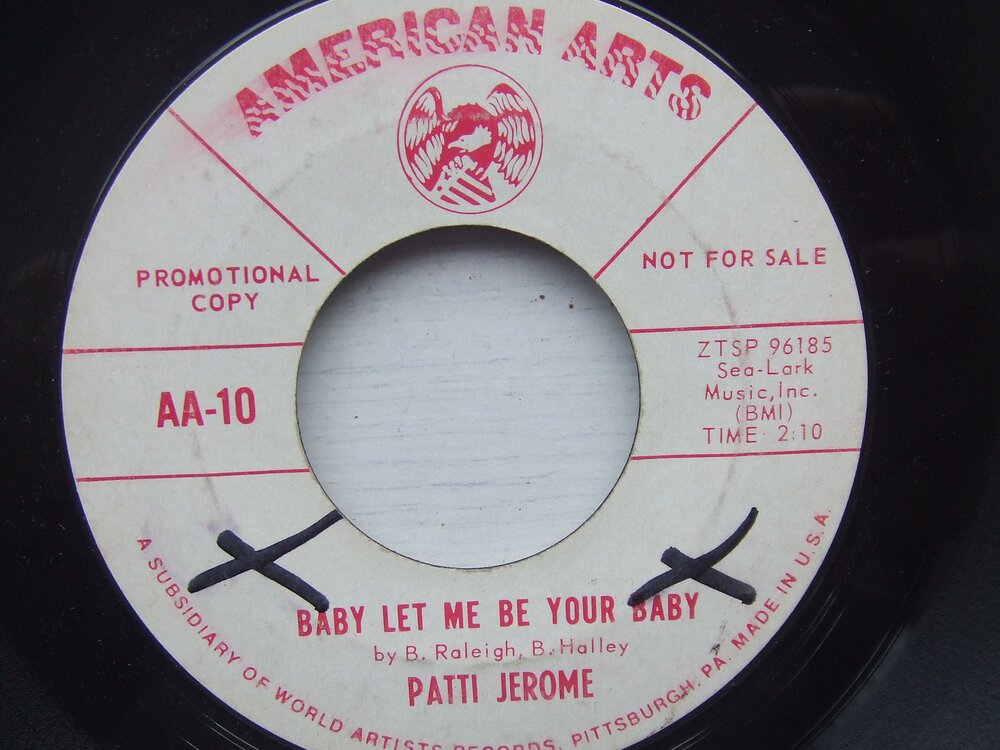 AMERICAN ARTS
PROMOTIONAL
COPY
NOT FOR SALE
AA-10
ZTSP 96185
Sea-Lark
Music, Inc.
(BMI)
TIME 2:10
BABY LET ME BE YOUR BABY
by B. Raleigh, B. Halley
PATTI JEROME
A SUBSIDIARY OF WORLD ARTISTS RECORDS, PITTSBURGH, PA. MADE IN U.S.A.